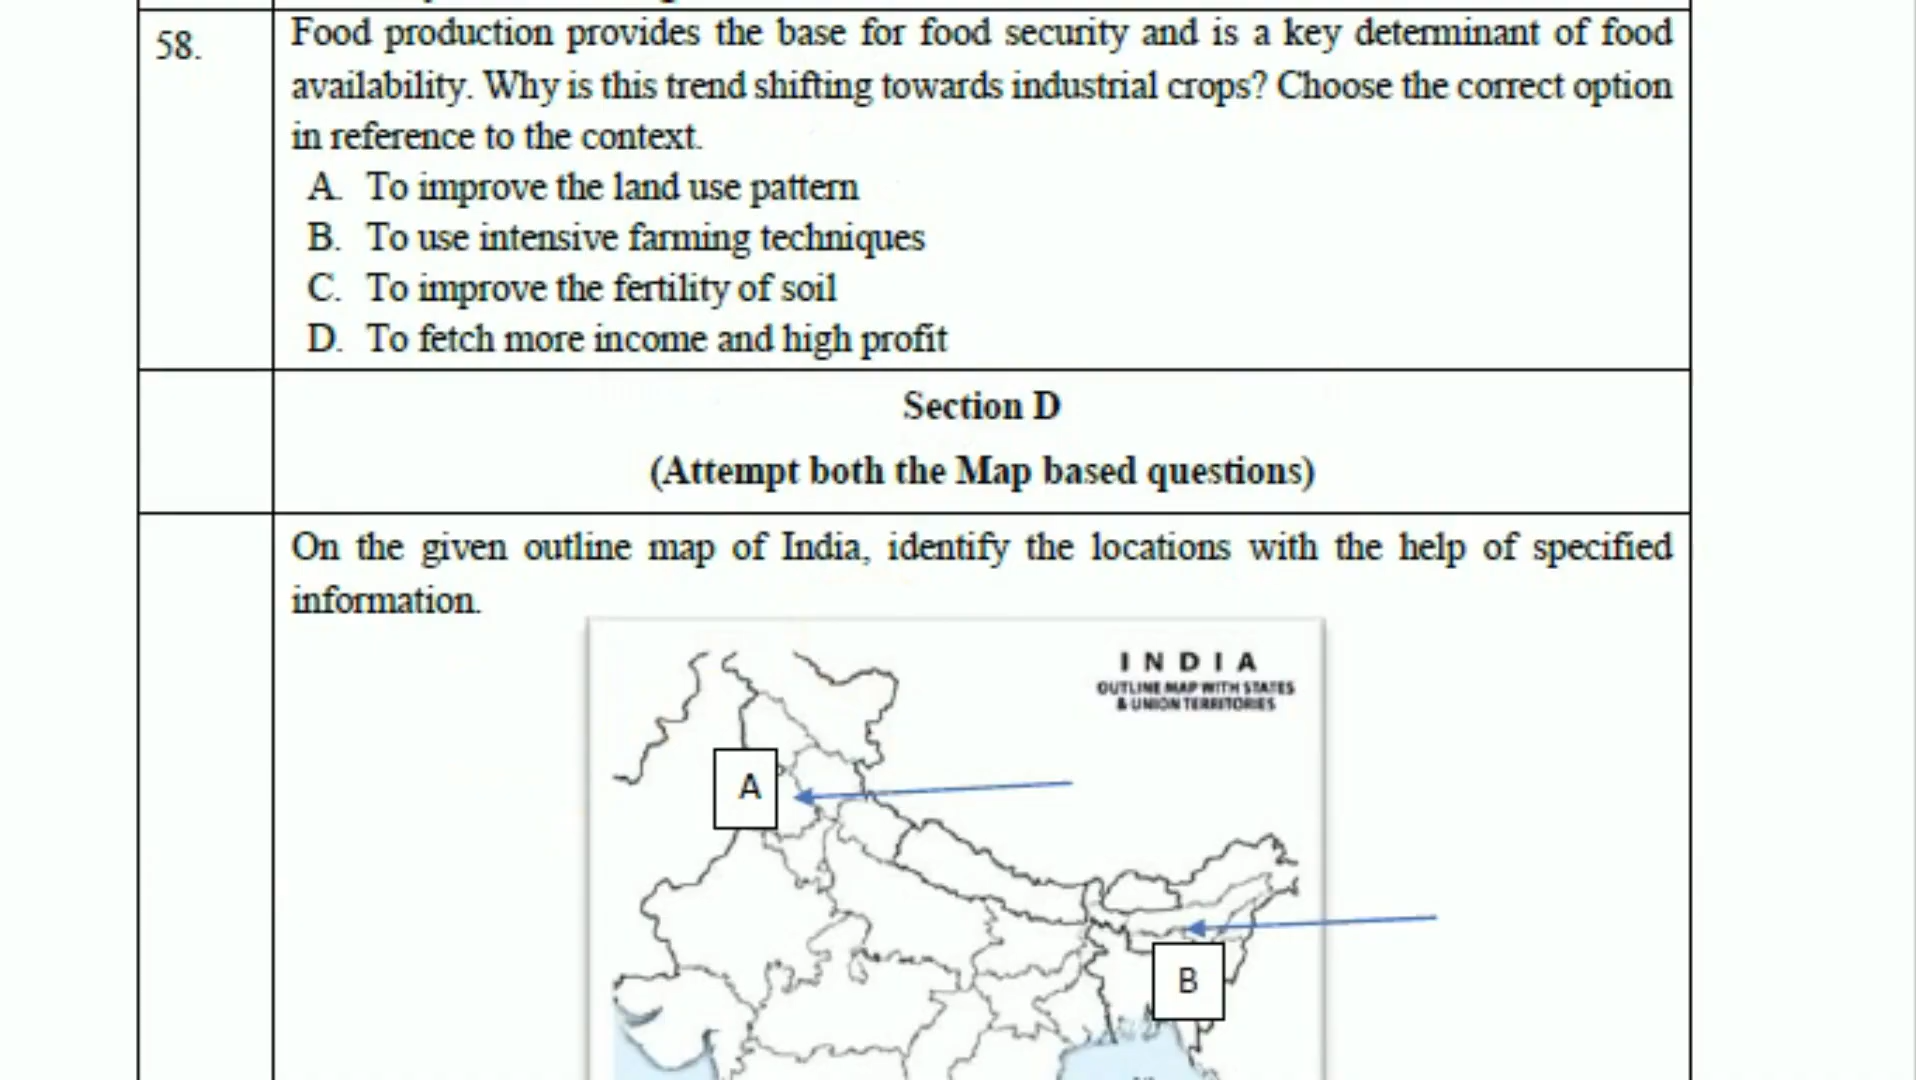 58.
Food production provides the base for food security and is a key determinant of food
availability. Why is this trend shifting towards industrial crops? Choose the correct option
in reference to the context.
A. To improve the land use pattern
B. To use intensive farming techniques
C. To improve the fertility of soil
D. To fetch more income and high profit
Section D
(Attempt both the Map based questions)
On the given outline map of India, identify the locations with the help of specified
information.
INDIA
OUTLINE MAP WITH STATES
& UNION TERRITORIES
A
B